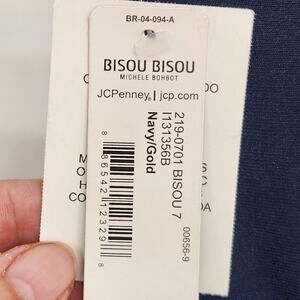 BR-04-094-A
BISOU BISOU
MICHELE BOHBOT
JCPenney | jcp.com
219-0701 BISOU 7
I131356B
Navy/Gold
00656-9
8 86542 12329 8